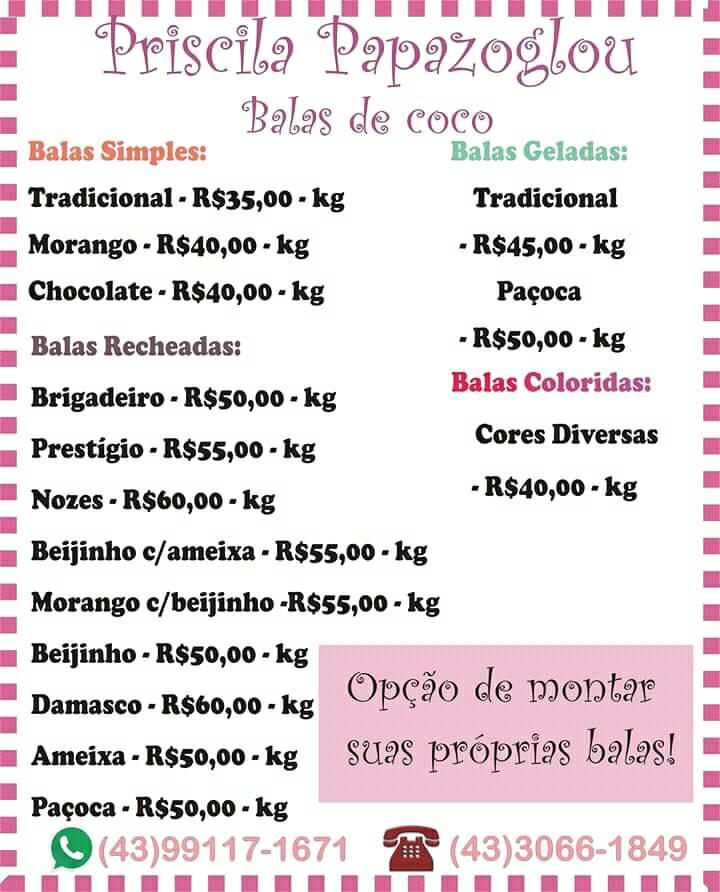 Priscila Papazoglou
Balas de coco
Balas Simples:
Tradicional - R$35,00 - kg
Morango - R$40,00 - kg
Chocolate - R$40,00 - kg
Balas Recheadas:
Brigadeiro - R$50,00 - kg
Prestígio - R$55,00 - kg
Nozes - R$60,00 - kg
Beijinho c/ameixa - R$55,00 - kg
Morango c/beijinho -R$55,00 - kg
Beijinho - R$50,00 - kg
Damasco - R$60,00 - kg
Ameixa - R$50,00 - kg
Paçoca - R$50,00 - kg
Balas Geladas:
Tradicional
- R$45,00 - kg
Paçoca
- R$50,00 - kg
Balas Coloridas:
Cores Diversas
- R$40,00 - kg
Opção de montar
suas próprias balas!
(43)99117-1671
(43)3066-1849